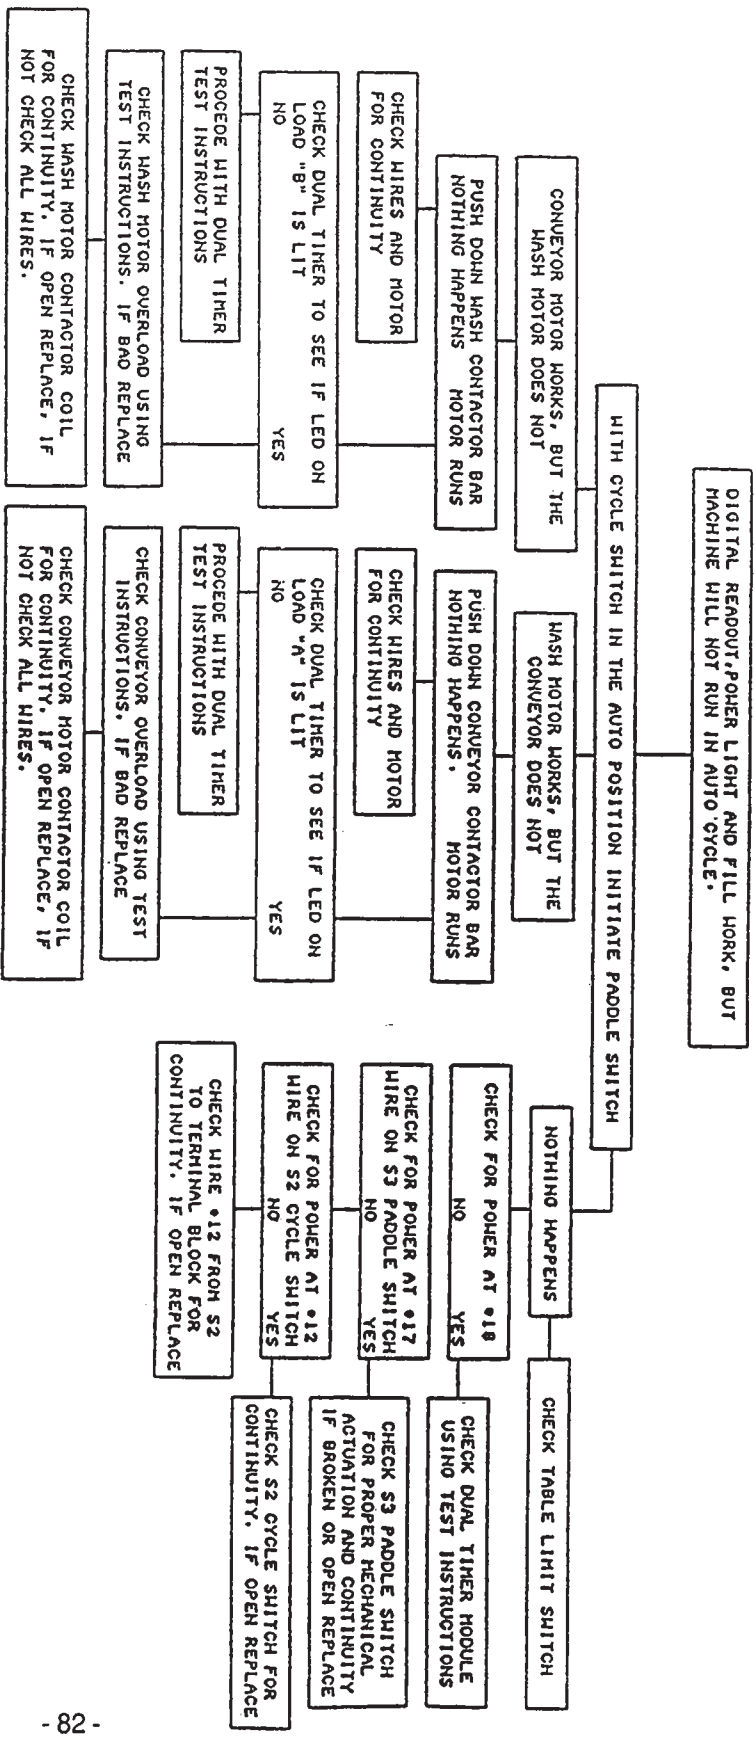 DIGITAL READOUT,POWER LIGHT AND FILL WORK, BUT
MACHINE WILL NOT RUN IN AUTO CYCLE.
WITH CYCLE SWITCH IN THE AUTO POSITION INITIATE PADDLE SWITCH
CONVEYOR MOTOR WORKS, BUT THE
WASH MOTOR DOES NOT
PUSH DOWN WASH CONTACTOR BAR
NOTHING HAPPENS MOTOR RUNS
CHECK WIRES AND MOTOR
FOR CONTINUITY
CHECK DUAL TIMER TO SEE IF LED ON
LOAD "B" IS LIT
NO YES
PROCEDE WITH DUAL TIMER
TEST INSTRUCTIONS
CHECK WASH MOTOR OVERLOAD USING
TEST INSTRUCTIONS. IF BAD REPLACE
CHECK WASH MOTOR CONTACTOR COIL
FOR CONTINUITY. IF OPEN REPLACE, IF
NOT CHECK ALL WIRES.
WASH MOTOR WORKS, BUT THE
CONVEYOR DOES NOT
PUSH DOWN CONVEYOR CONTACTOR BAR
NOTHING HAPPENS. MOTOR RUNS
CHECK WIRES AND MOTOR
FOR CONTINUITY
CHECK DUAL TIMER TO SEE IF LED ON
LOAD "A" IS LIT
NO YES
PROCEDE WITH DUAL TIMER
TEST INSTRUCTIONS
CHECK CONVEYOR OVERLOAD USING TEST
INSTRUCTIONS. IF BAD REPLACE
CHECK CONVEYOR MOTOR CONTACTOR COIL
FOR CONTINUITY. IF OPEN REPLACE, IF
NOT CHECK ALL WIRES.
NOTHING HAPPENS
CHECK TABLE LIMIT SWITCH
CHECK FOR POWER AT #18
NO YES
CHECK DUAL TIMER MODULE
USING TEST INSTRUCTIONS
CHECK FOR POWER AT #17
WIRE ON S3 PADDLE SWITCH
NO YES
CHECK S3 PADDLE SWITCH
FOR PROPER MECHANICAL
ACTUATION AND CONTINUITY
IF BROKEN OR OPEN REPLACE
CHECK FOR POWER AT #12
WIRE ON S2 CYCLE SWITCH
NO YES
CHECK S2 CYCLE SWITCH FOR
CONTINUITY. IF OPEN REPLACE
CHECK WIRE #12 FROM S2
TO TERMINAL BLOCK FOR
CONTINUITY. IF OPEN REPLACE
- 82 -